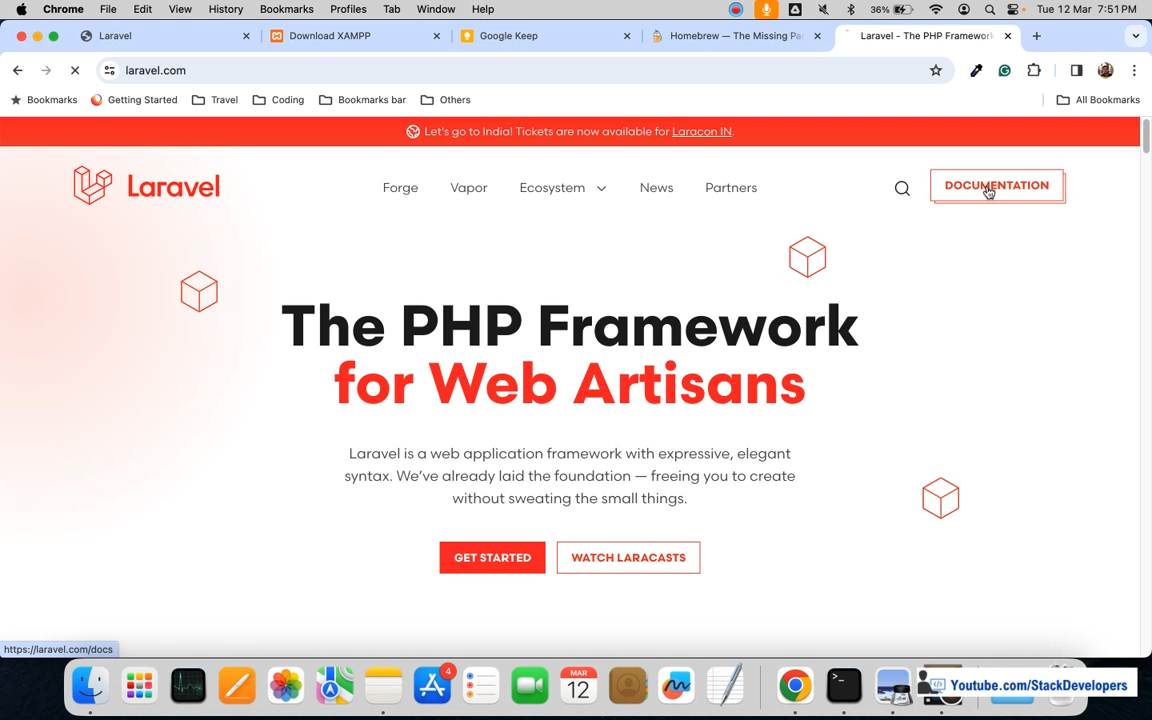 Chrome File Edit View History Bookmarks Profiles Tab Window Help 36% Tue 12 Mar 7:51PM
Laravel Download XAMPP Google Keep Homebrew — The Missing Pa Laravel - The PHP Framework
laravel.com
Bookmarks Getting Started Travel Coding Bookmarks bar Others All Bookmarks
Let's go to India! Tickets are now available for Laracon IN.
Laravel Forge Vapor Ecosystem News Partners DOCUMENTATION
The PHP Framework
for Web Artisans
Laravel is a web application framework with expressive, elegant
syntax. We've already laid the foundation — freeing you to create
without sweating the small things.
GET STARTED WATCH LARACASTS
https://laravel.com/docs
4
MAR
12
Youtube.com/StackDevelopers